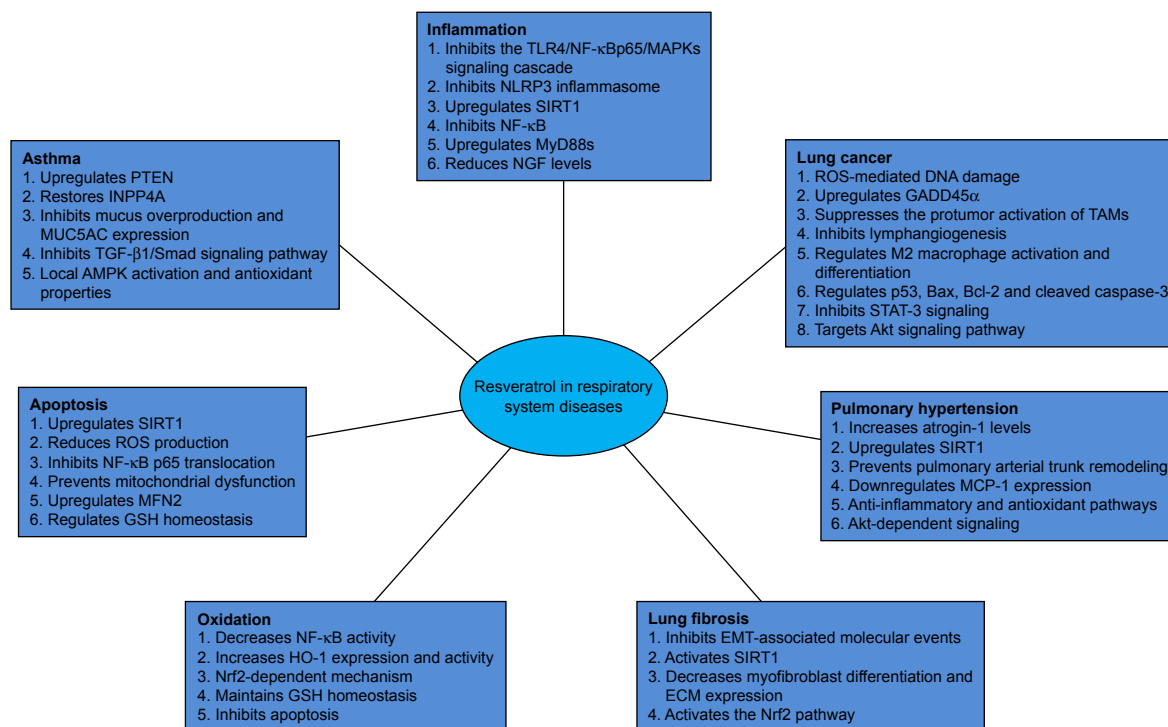 Inflammation
1. Inhibits the TLR4/NF-κBp65/MAPKs
signaling cascade
2. Inhibits NLRP3 inflammasome
3. Upregulates SIRT1
4. Inhibits NF-κB
5. Upregulates MyD88s
6. Reduces NGF levels
Asthma
1. Upregulates PTEN
2. Restores INPP4A
3. Inhibits mucus overproduction and
MUC5AC expression
4. Inhibits TGF-β1/Smad signaling pathway
5. Local AMPK activation and antioxidant
properties
Lung cancer
1. ROS-mediated DNA damage
2. Upregulates GADD45α
3. Suppresses the protumor activation of TAMs
4. Inhibits lymphangiogenesis
5. Regulates M2 macrophage activation and
differentiation
6. Regulates p53, Bax, Bcl-2 and cleaved caspase-3
7. Inhibits STAT-3 signaling
8. Targets Akt signaling pathway
Resveratrol in respiratory
system diseases
Apoptosis
1. Upregulates SIRT1
2. Reduces ROS production
3. Inhibits NF-κB p65 translocation
4. Prevents mitochondrial dysfunction
5. Upregulates MFN2
6. Regulates GSH homeostasis
Pulmonary hypertension
1. Increases atrogin-1 levels
2. Upregulates SIRT1
3. Prevents pulmonary arterial trunk remodeling
4. Downregulates MCP-1 expression
5. Anti-inflammatory and antioxidant pathways
6. Akt-dependent signaling
Oxidation
1. Decreases NF-κB activity
2. Increases HO-1 expression and activity
3. Nrf2-dependent mechanism
4. Maintains GSH homeostasis
5. Inhibits apoptosis
Lung fibrosis
1. Inhibits EMT-associated molecular events
2. Activates SIRT1
3. Decreases myofibroblast differentiation and
ECM expression
4. Activates the Nrf2 pathway